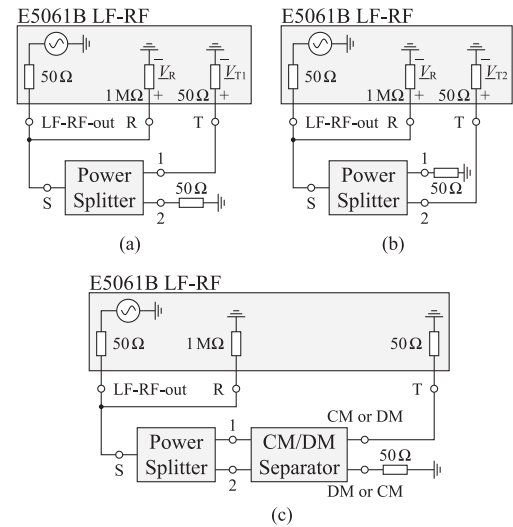 E5061B LF-RF
50Ω
1MΩ
V_R
+
50Ω
V_T1
+
LF-RF-out
R
T
S
Power
Splitter
1
2
50Ω
(a)
E5061B LF-RF
50Ω
1MΩ
V_R
+
50Ω
V_T2
+
LF-RF-out
R
T
S
Power
Splitter
1
50Ω
2
(b)
E5061B LF-RF
50Ω
1MΩ
50Ω
LF-RF-out
R
T
S
Power
Splitter
1
2
CM/DM
Separator
CM or DM
50Ω
DM or CM
(c)